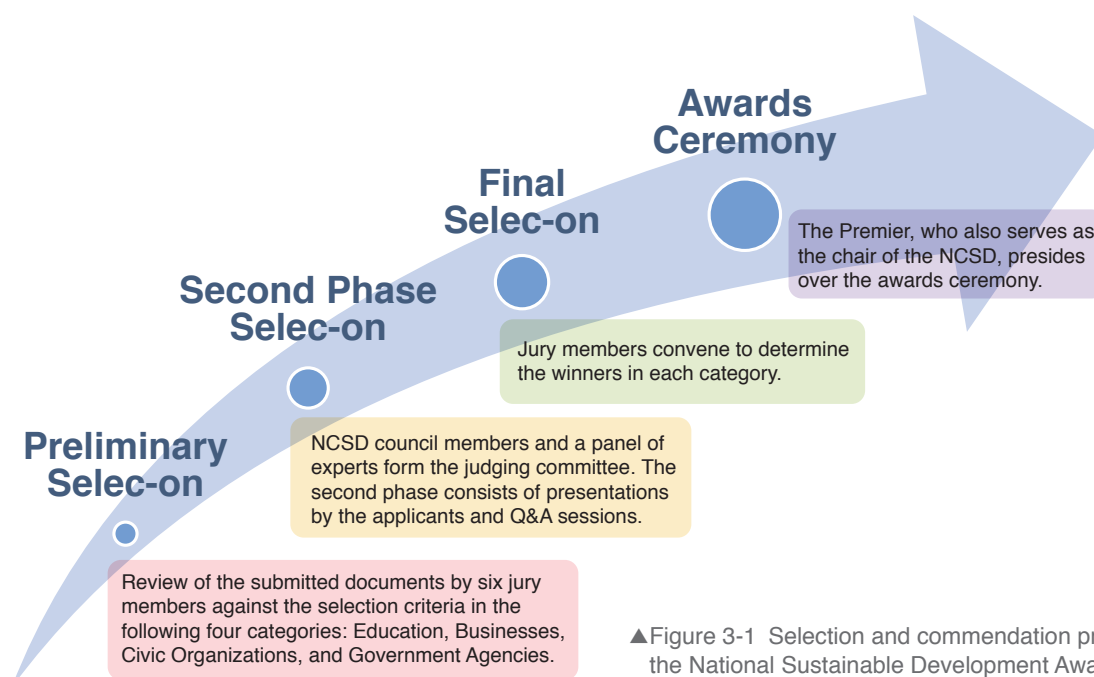 Awards
Ceremony
The Premier, who also serves as
the chair of the NCSD, presides
over the awards ceremony.
Final
Selec-on
Jury members convene to determine
the winners in each category.
Second Phase
Selec-on
NCSD council members and a panel of
experts form the judging committee. The
second phase consists of presentations
by the applicants and Q&A sessions.
Preliminary
Selec-on
Review of the submitted documents by six jury
members against the selection criteria in the
following four categories: Education, Businesses,
Civic Organizations, and Government Agencies.
▲Figure 3-1 Selection and commendation
the National Sustainable Development